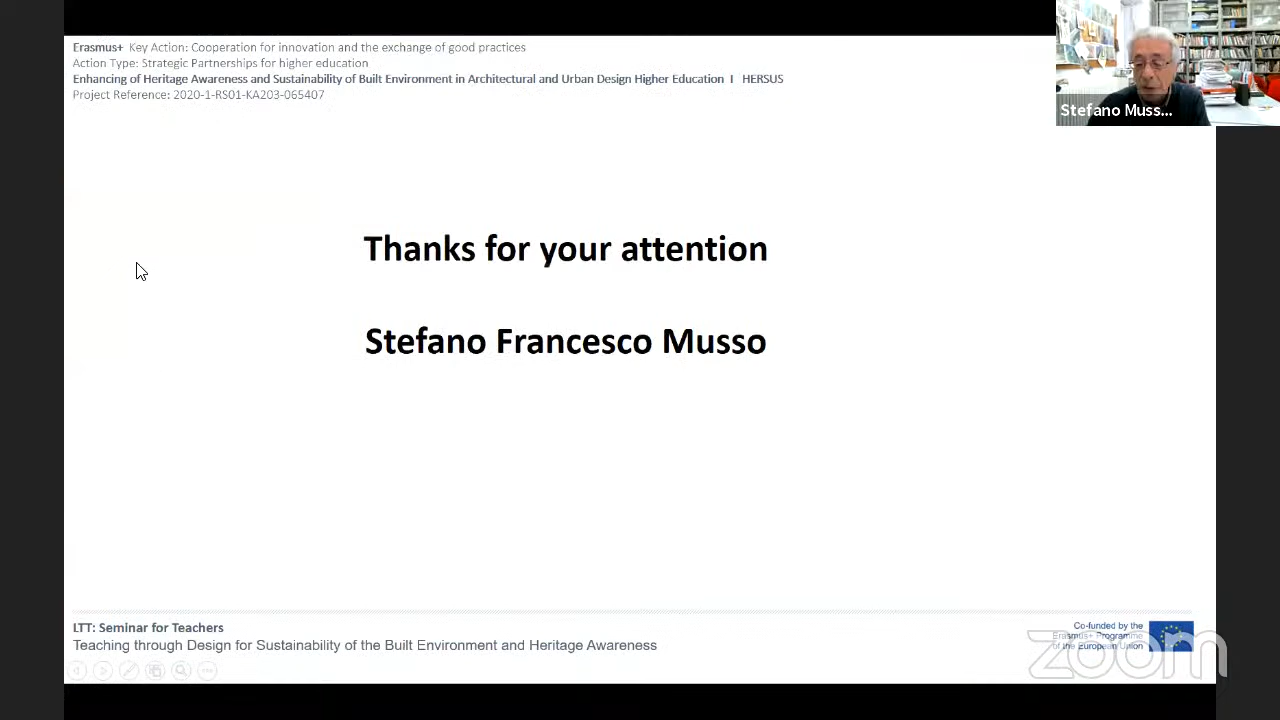 Erasmus+ Key Action: Cooperation for innovation and the exchange of good practices
Action Type: Strategic Partnerships for higher education
Enhancing of Heritage Awareness and Sustainability of Built Environment in Architectural and Urban Design Higher Education I HERSUS
Project Reference: 2020-1-RS01-KA203-065407
Stefano Muss...
Thanks for your attention
Stefano Francesco Musso
LTT: Seminar for Teachers
Teaching through Design for Sustainability of the Built Environment and Heritage Awareness
Co-funded by the
Erasmus+ Programme
of the European Union
zoom